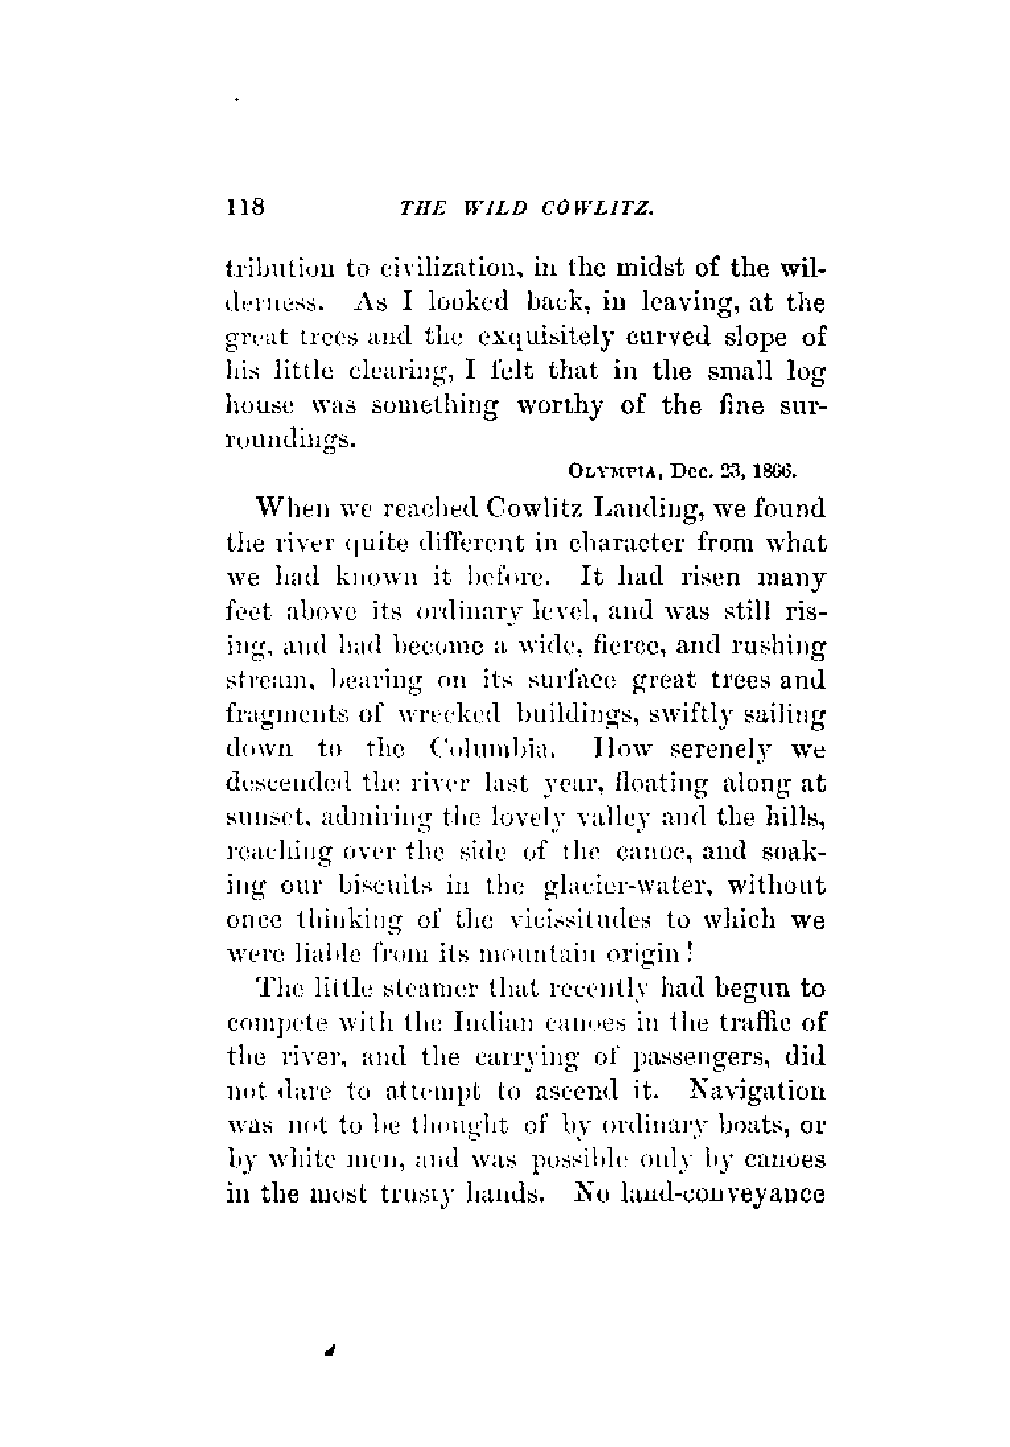 118 THE WILD COWLITZ.
tribution to civilization, in the midst of the wil-
derness. As I looked back, in leaving, at the
great trees and the exquisitely curved slope of
his little clearing, I felt that in the small log
house was something worthy of the fine sur-
roundings.
OLYMPIA, Dec. 23, 1866.
When we reached Cowlitz Landing, we found
the river quite different in character from what
we had known it before. It had risen many
feet above its ordinary level, and was still ris-
ing, and had become a wide, fierce, and rushing
stream, bearing on its surface great trees and
fragments of wrecked buildings, swiftly sailing
down to the Columbia. How serenely we
descended the river last year, floating along at
sunset, admiring the lovely valley and the hills,
reaching over the side of the canoe, and soak-
ing our biscuits in the glacier-water, without
once thinking of the vicissitudes to which we
were liable from its mountain origin!
The little steamer that recently had begun to
compete with the Indian canoes in the traffic of
the river, and the carrying of passengers, did
not dare to attempt to ascend it. Navigation
was not to be thought of by ordinary boats, or
by white men, and was possible only by canoes
in the most trusty hands. No land-conveyance